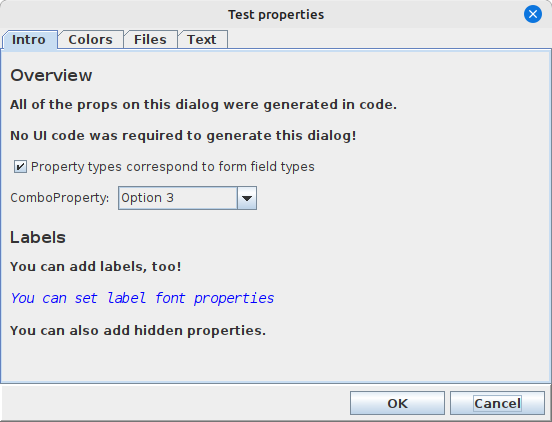 Test properties
Intro Colors Files Text
Overview
All of the props on this dialog were generated in code.
No UI code was required to generate this dialog!
Property types correspond to form field types
ComboProperty: Option 3
Labels
You can add labels, too!
You can set label font properties
You can also add hidden properties.
OK Cancel